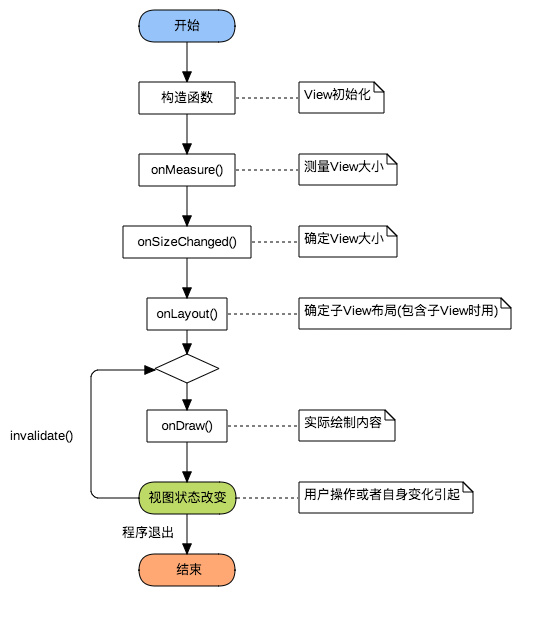 开始
构造函数
View初始化
onMeasure()
测量View大小
onSizeChanged()
确定View大小
onLayout()
确定子View布局(包含子View时用)
onDraw()
实际绘制内容
invalidate()
视图状态改变
用户操作或者自身变化引起
程序退出
结束